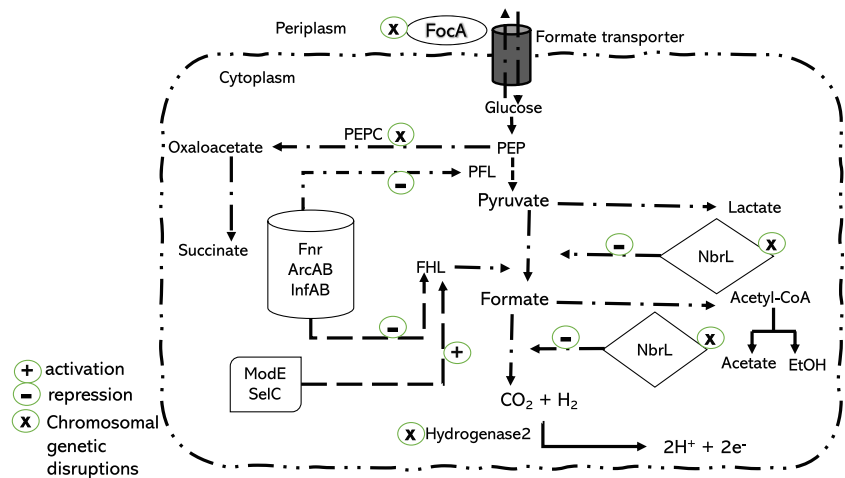 Periplasm
x
FocA
Formate transporter
Cytoplasm
Glucose
Oxaloacetate
PEPC
x
PEP
PFL
-
Pyruvate
Lactate
Succinate
Fnr
ArcAB
InfAB
-
NbrL
x
FHL
Formate
Acetyl-CoA
-
-
NbrL
x
+
Acetate
EtOH
+ activation
- repression
x Chromosomal
genetic
disruptions
ModE
SelC
CO₂ + H₂
x Hydrogenase2
2H⁺ + 2e⁻